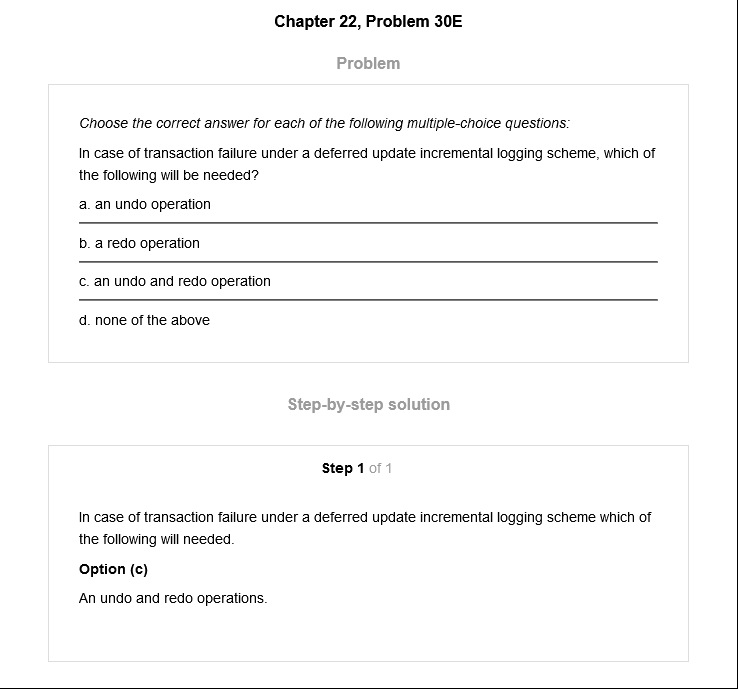 Chapter 22, Problem 30E
Problem
Choose the correct answer for each of the following multiple-choice questions:
In case of transaction failure under a deferred update incremental logging scheme, which of
the following will be needed?
a. an undo operation
b. a redo operation
c. an undo and redo operation
d. none of the above
Step-by-step solution
Step 1 of 1
In case of transaction failure under a deferred update incremental logging scheme which of
the following will needed.
Option (c)
An undo and redo operations.